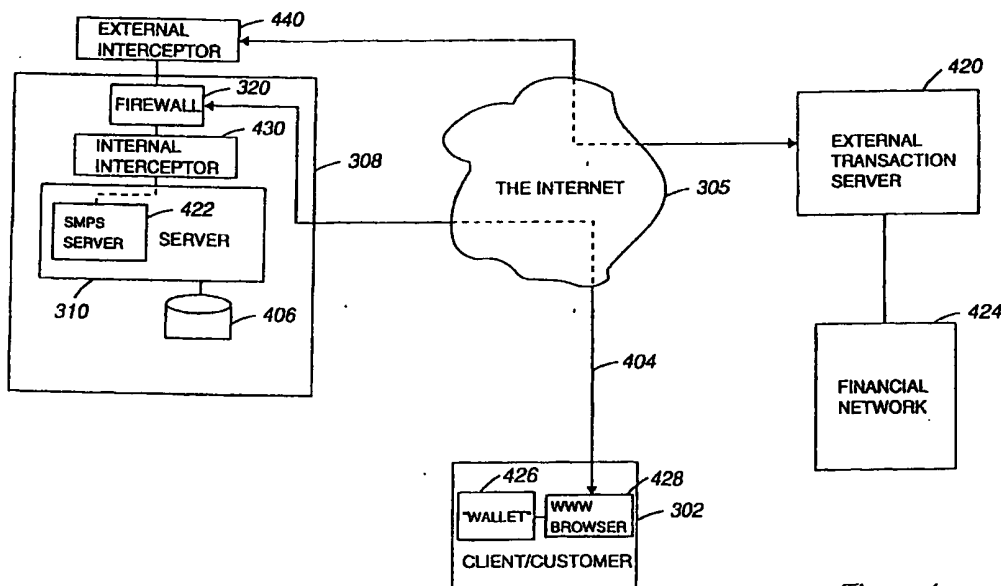 EXTERNAL
INTERCEPTOR
440
FIREWALL
320
430
INTERNAL
INTERCEPTOR
308
422
SMPS
SERVER
SERVER
310
406
THE INTERNET
305
420
EXTERNAL
TRANSACTION
SERVER
424
FINANCIAL
NETWORK
404
426
428
"WALLET"
WWW
BROWSER
302
CLIENT/CUSTOMER